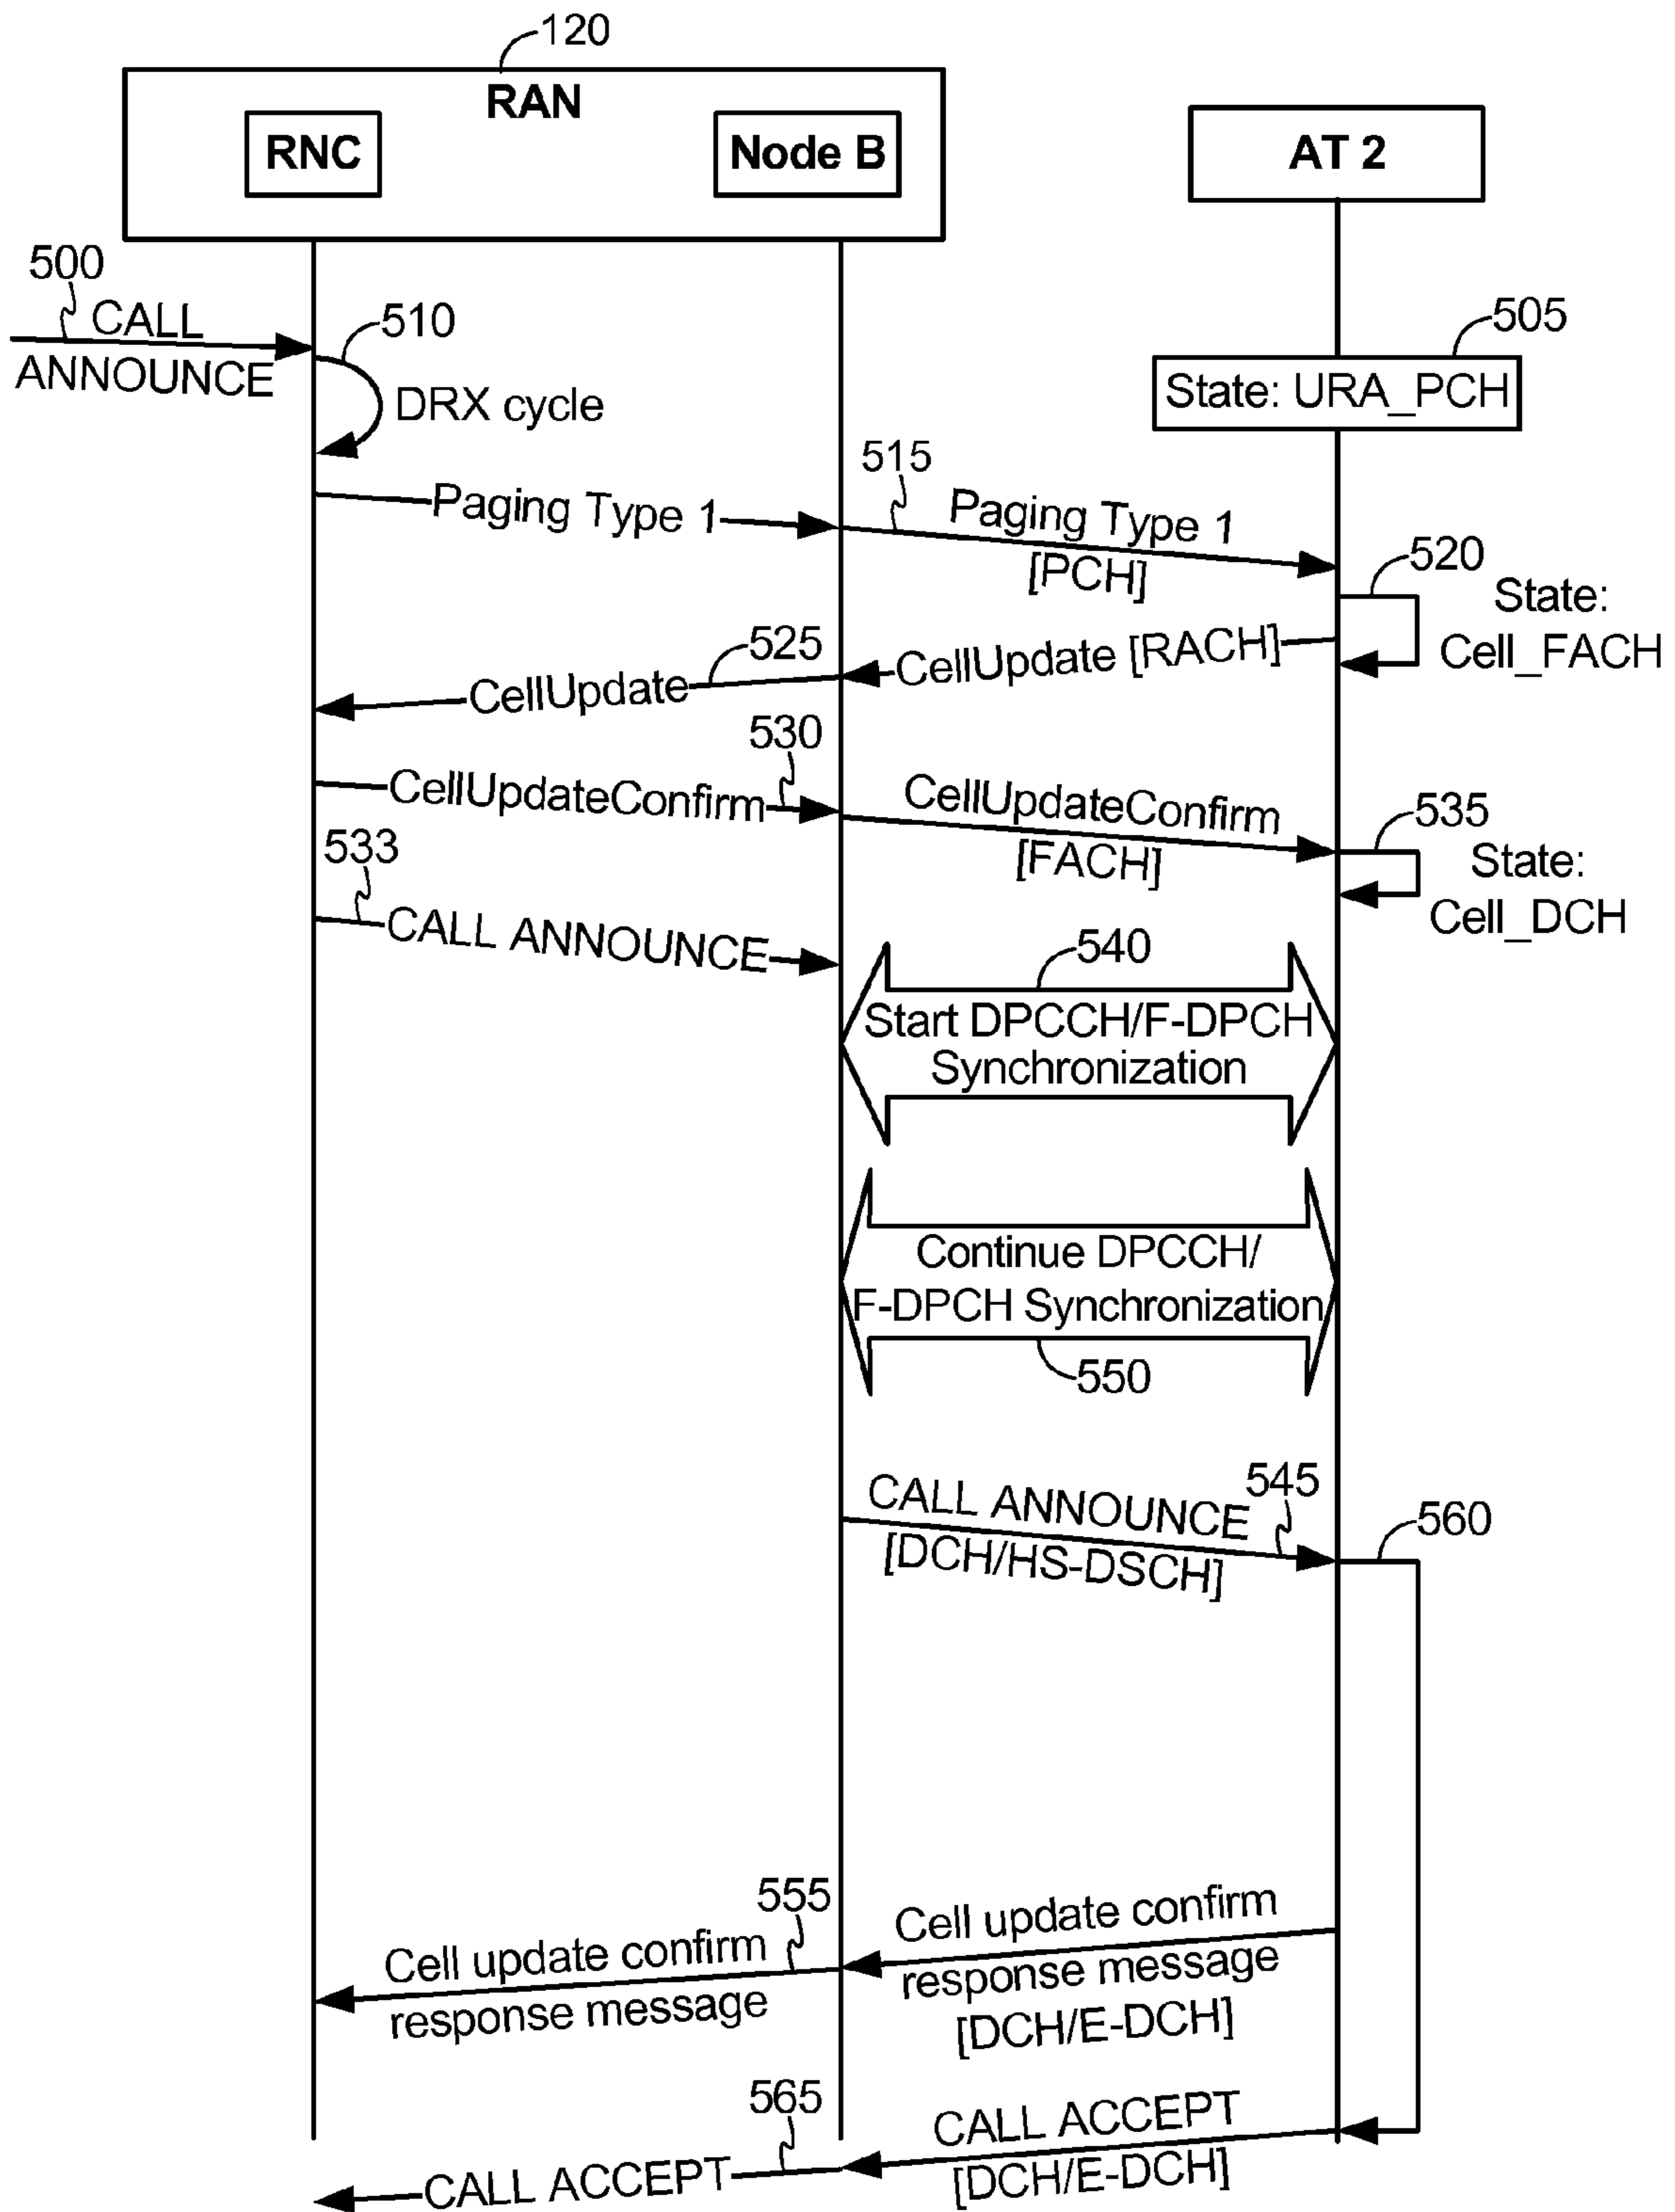 120
RAN
RNC
Node B
AT 2
500
CALL
ANNOUNCE
510
DRX cycle
505
State: URA_PCH
Paging Type 1
515
Paging Type 1
[PCH]
520
State:
Cell_FACH
CellUpdate [RACH]
525
CellUpdate
530
CellUpdateConfirm
CellUpdateConfirm
[FACH]
535
State:
Cell_DCH
533
CALL ANNOUNCE
540
Start DPCCH/F-DPCH
Synchronization
Continue DPCCH/
F-DPCH Synchronization
550
CALL ANNOUNCE
545
[DCH/HS-DSCH]
560
555
Cell update confirm
response message
[DCH/E-DCH]
Cell update confirm
response message
565
CALL ACCEPT
[DCH/E-DCH]
CALL ACCEPT